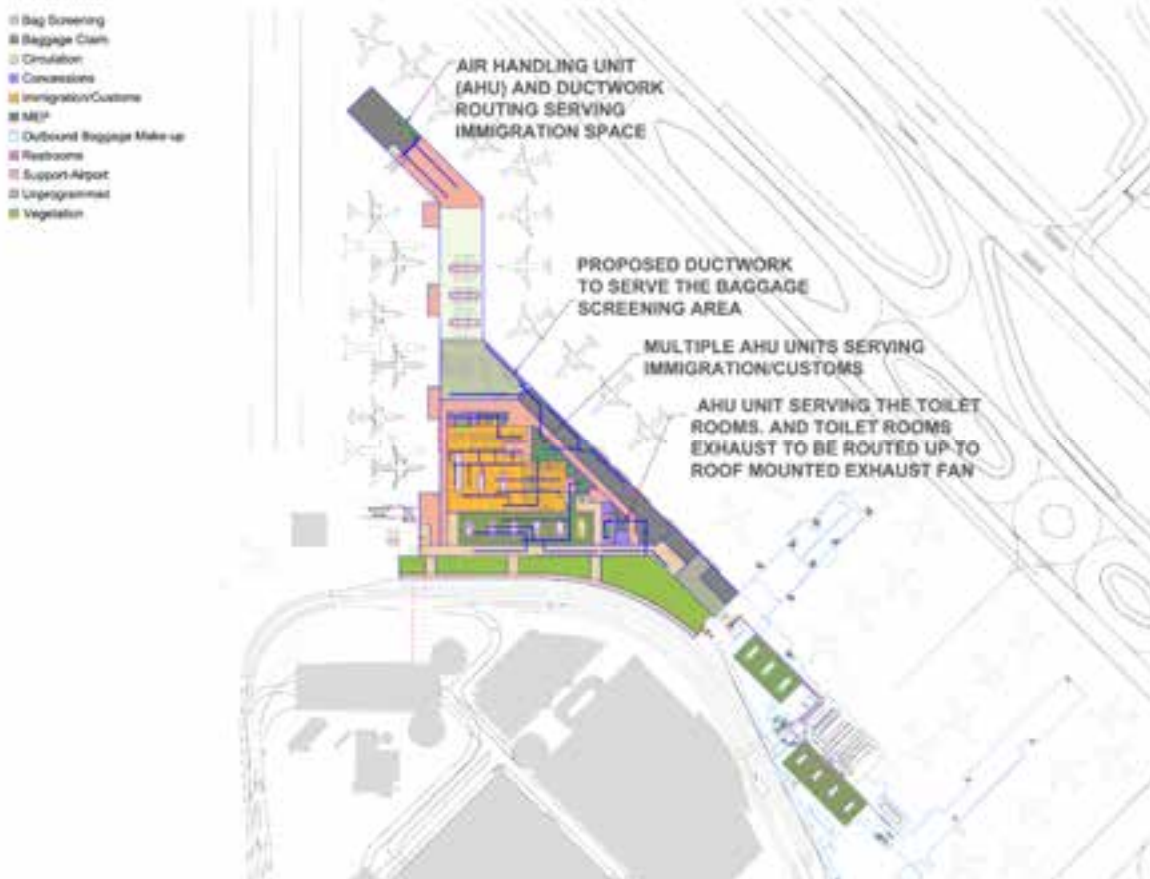 Bag Screening
Baggage Claim
Circulation
Concessions
Immigration/Customs
MEP
Outbound Baggage Make-up
Restrooms
Support-Airport
Unprogrammed
Vegetation
AIR HANDLING UNIT
(AHU) AND DUCTWORK
ROUTING SERVING
IMMIGRATION SPACE
PROPOSED DUCTWORK
TO SERVE THE BAGGAGE
SCREENING AREA
MULTIPLE AHU UNITS SERVING
IMMIGRATION/CUSTOMS
AHU UNIT SERVING THE TOILET
ROOMS. AND TOILET ROOMS
EXHAUST TO BE ROUTED UP TO
ROOF MOUNTED EXHAUST FAN